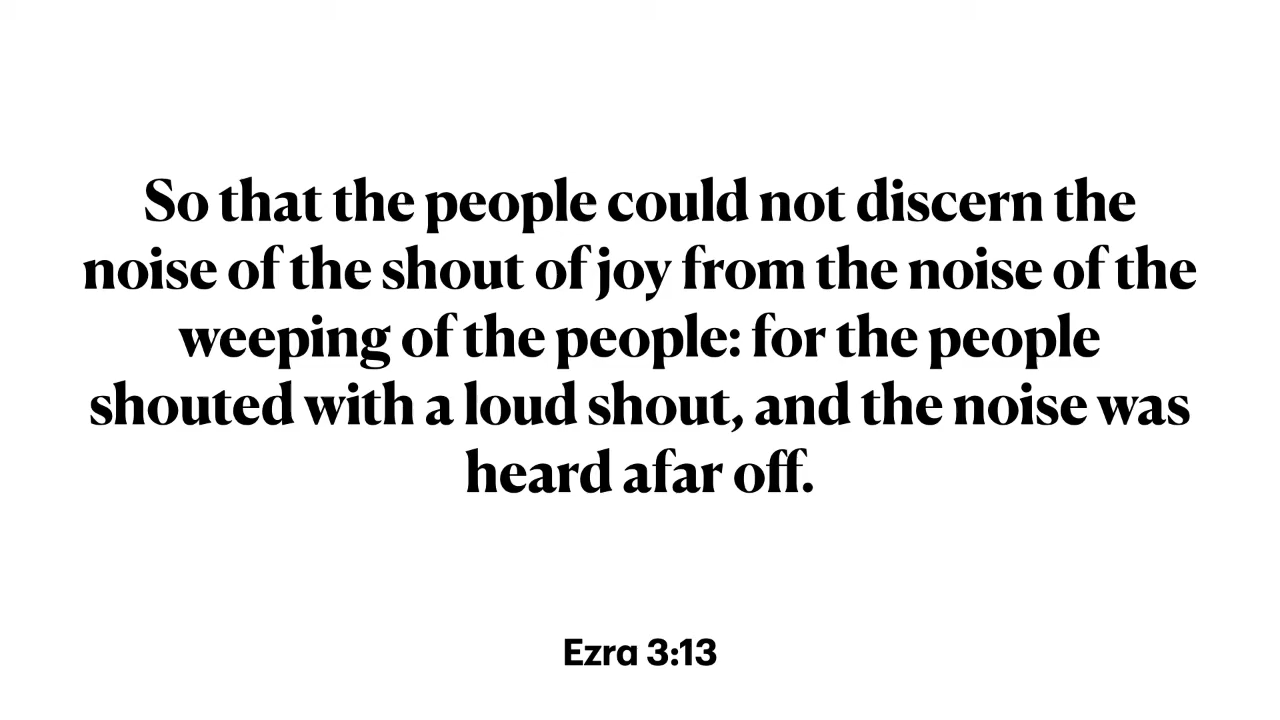 So that the people could not discern the
noise of the shout of joy from the noise of the
weeping of the people: for the people
shouted with a loud shout, and the noise was
heard afar off.
Ezra 3:13